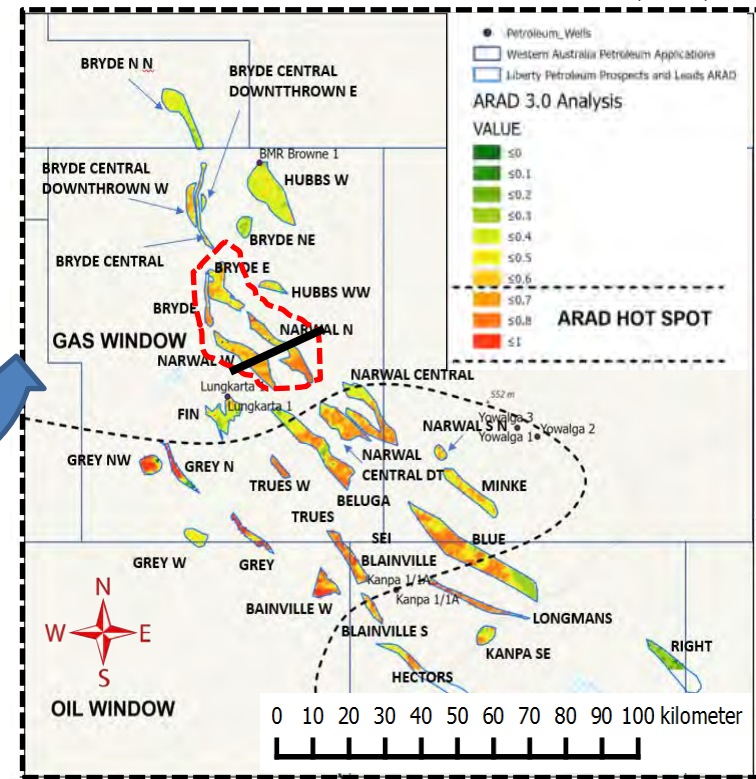 Petroleum_Wells
Western Australia Petroleum Applications
Liberty Petroleum Prospects and Leads ARAD
ARAD 3.0 Analysis
VALUE
≤0
≤0.1
≤0.2
≤0.3
≤0.4
≤0.5
≤0.6
≤0.7
≤0.8
≤1
ARAD HOT SPOT
BRYDE N N
BRYDE CENTRAL
DOWNTTHROWN E
BMR Browne 1
BRYDE CENTRAL
DOWNTHROWN W
HUBBS W
BRYDE NE
BRYDE CENTRAL
BRYDE E
HUBBS WW
BRYDE
NARWAL N
GAS WINDOW
NARWAL W
NARWAL CENTRAL
Lungkarta
Lungkarta 1
552 m
FIN
Yowalga 3
NARWAL S N
Yowalga 1
Yowalga 2
NARWAL
CENTRAL DT
GREY NW
GREY N
TRUES W
BELUGA
MINKE
TRUES
SEI
BLUE
GREY W
GREY
BLAINVILLE
Kanpa 1/1A
Kanpa 1/1A
BAINVILLE W
LONGMANS
BLAINVILLE S
KANPA SE
RIGHT
HECTORS
N
W
E
S
OIL WINDOW
0 10 20 30 40 50 60 70 80 90 100 kilometer